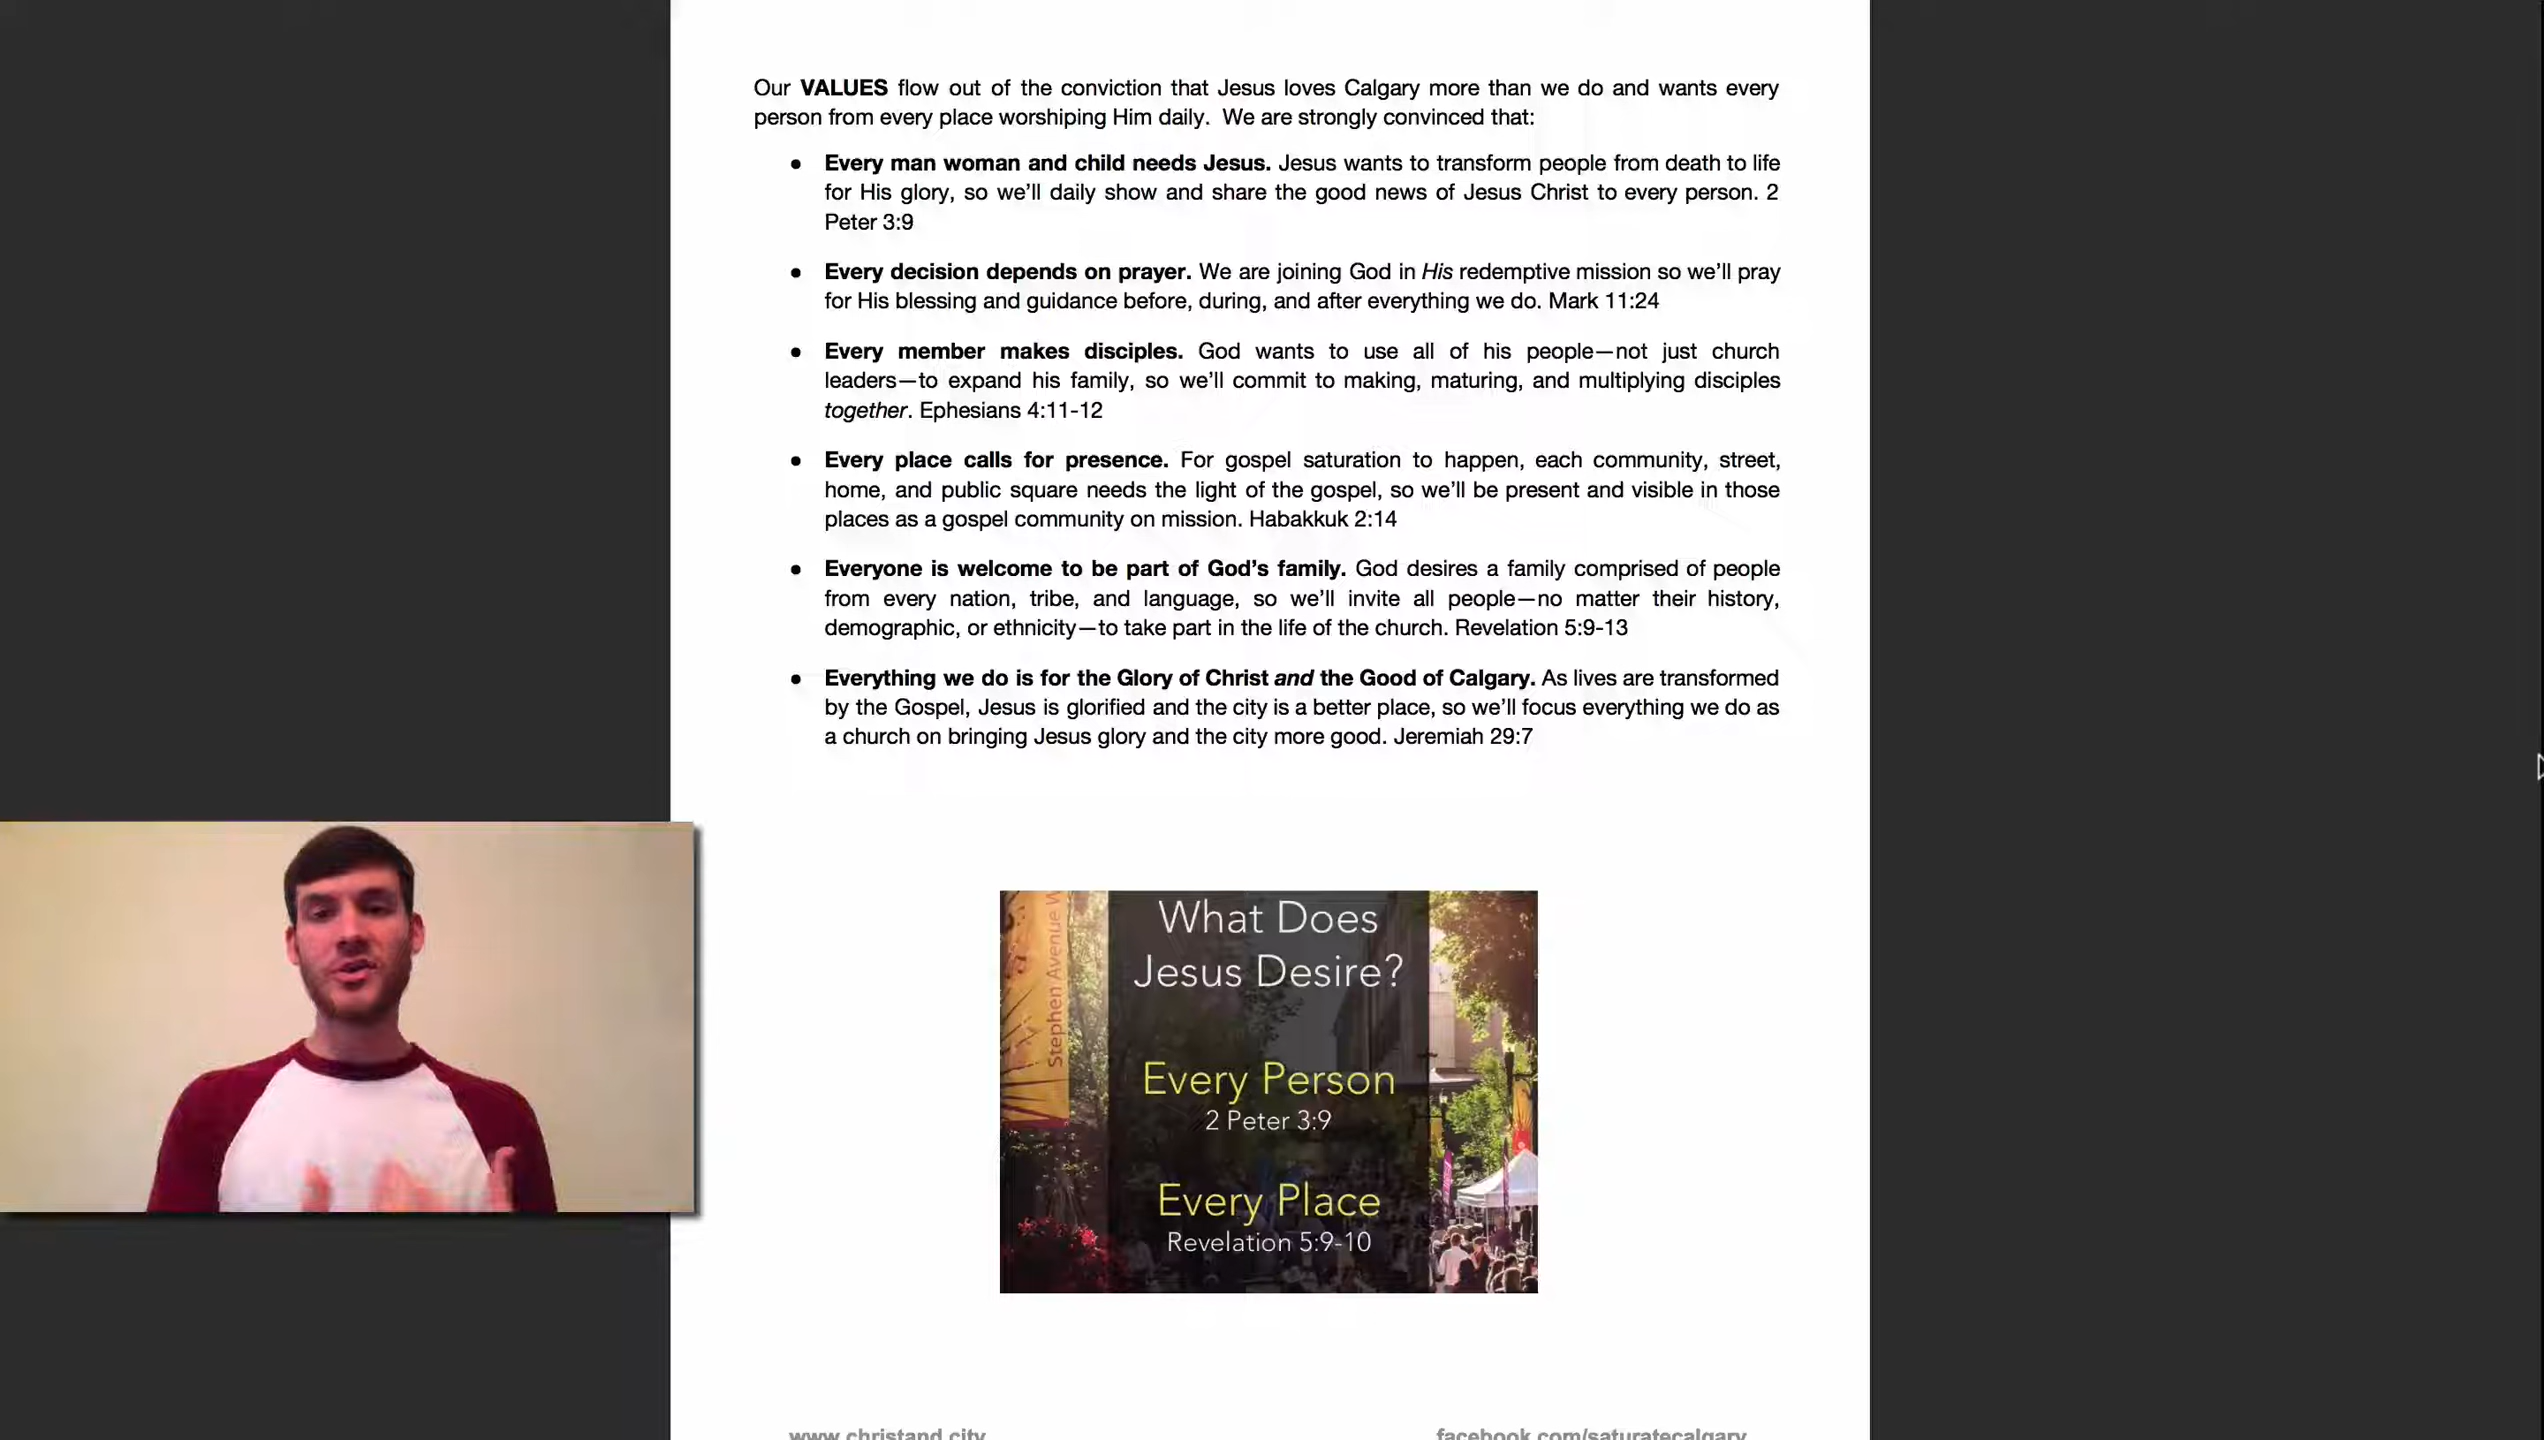 Our VALUES flow out of the conviction that Jesus loves Calgary more than we do and wants every
person from every place worshiping Him daily. We are strongly convinced that:
• Every man woman and child needs Jesus. Jesus wants to transform people from death to life
for His glory, so we’ll daily show and share the good news of Jesus Christ to every person. 2
Peter 3:9
• Every decision depends on prayer. We are joining God in His redemptive mission so we’ll pray
for His blessing and guidance before, during, and after everything we do. Mark 11:24
• Every member makes disciples. God wants to use all of his people—not just church
leaders—to expand his family, so we’ll commit to making, maturing, and multiplying disciples
together. Ephesians 4:11-12
• Every place calls for presence. For gospel saturation to happen, each community, street,
home, and public square needs the light of the gospel, so we’ll be present and visible in those
places as a gospel community on mission. Habakkuk 2:14
• Everyone is welcome to be part of God’s family. God desires a family comprised of people
from every nation, tribe, and language, so we’ll invite all people—no matter their history,
demographic, or ethnicity—to take part in the life of the church. Revelation 5:9-13
• Everything we do is for the Glory of Christ and the Good of Calgary. As lives are transformed
by the Gospel, Jesus is glorified and the city is a better place, so we’ll focus everything we do as
a church on bringing Jesus glory and the city more good. Jeremiah 29:7
Stephen Avenue W
What Does
Jesus Desire?
Every Person
2 Peter 3:9
Every Place
Revelation 5:9-10
www.christand.city
facebook.com/saturatecalgary